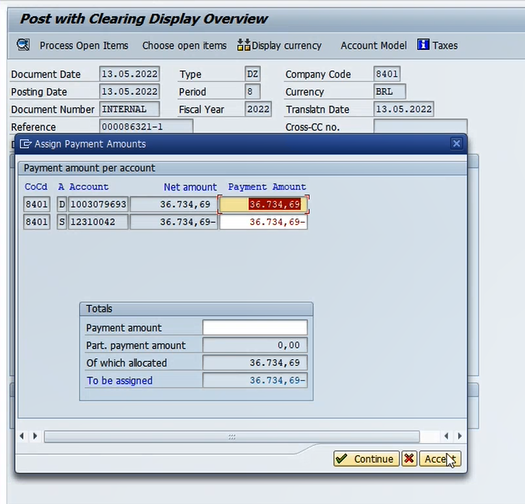 Post with Clearing Display Overview
Process Open Items Choose open items Display currency Account Model Taxes
Document Date 13.05.2022 Type DZ Company Code 8401
Posting Date 13.05.2022 Period 8 Currency BRL
Document Number INTERNAL Fiscal Year 2022 Translatn Date 13.05.2022
Reference 000086321-1 Cross-CC no.
Assign Payment Amounts
Payment amount per account
CoCd A Account Net amount Payment Amount
8401 D 1003079693 36.734,69 36.734,69
8401 S 12310042 36.734,69- 36.734,69-
Totals
Payment amount
Part. payment amount 0,00
Of which allocated 36.734,69
To be assigned 36.734,69-
Continue Accept